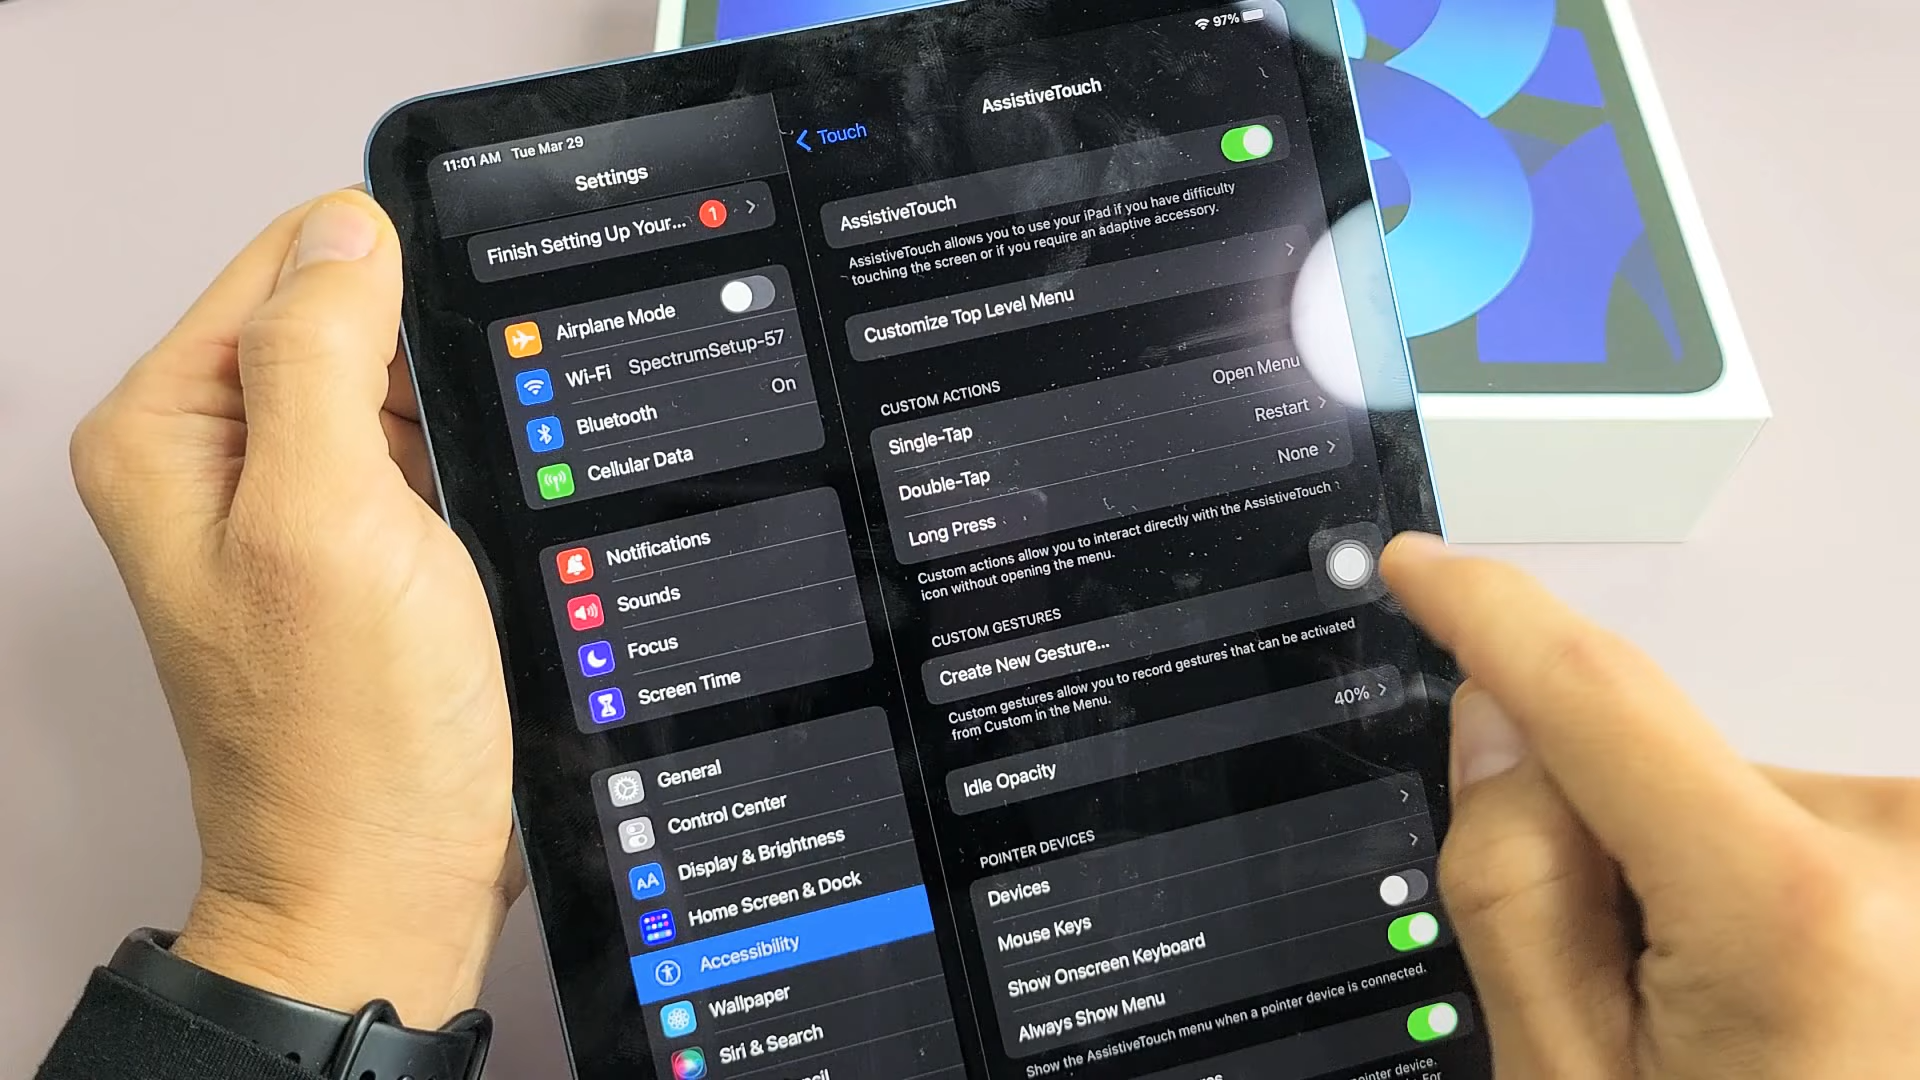 11:01 AM Tue Mar 29
97%
Settings
Finish Setting Up Your... 1
Airplane Mode
Wi-Fi SpectrumSetup-57
Bluetooth On
Cellular Data
Notifications
Sounds
Focus
Screen Time
General
Control Center
AA Display & Brightness
Home Screen & Dock
Accessibility
Wallpaper
Siri & Search
Touch
AssistiveTouch
AssistiveTouch
AssistiveTouch allows you to use your iPad if you have difficulty
touching the screen or if you require an adaptive accessory.
Customize Top Level Menu
CUSTOM ACTIONS
Single-Tap Open Menu
Double-Tap Restart
Long Press None
Custom actions allow you to interact directly with the AssistiveTouch
icon without opening the menu.
CUSTOM GESTURES
Create New Gesture...
Custom gestures allow you to record gestures that can be activated
from Custom in the Menu.
Idle Opacity 40%
POINTER DEVICES
Devices
Mouse Keys
Show Onscreen Keyboard
Always Show Menu
Show the AssistiveTouch menu when a pointer device is connected.
pointer device.
For